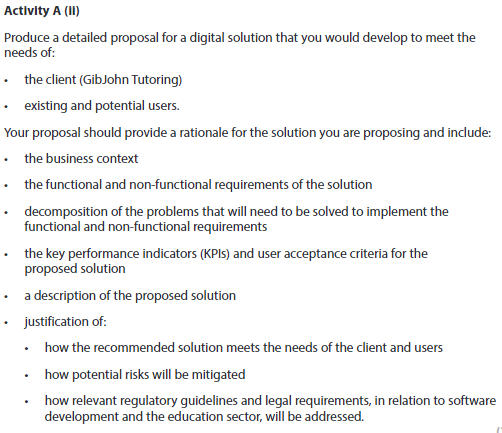 Activity A (ii)
Produce a detailed proposal for a digital solution that you would develop to meet the
needs of:
• the client (GibJohn Tutoring)
• existing and potential users.
Your proposal should provide a rationale for the solution you are proposing and include:
• the business context
• the functional and non-functional requirements of the solution
• decomposition of the problems that will need to be solved to implement the
functional and non-functional requirements
• the key performance indicators (KPIs) and user acceptance criteria for the
proposed solution
• a description of the proposed solution
• justification of:
• how the recommended solution meets the needs of the client and users
• how potential risks will be mitigated
• how relevant regulatory guidelines and legal requirements, in relation to software
development and the education sector, will be addressed.